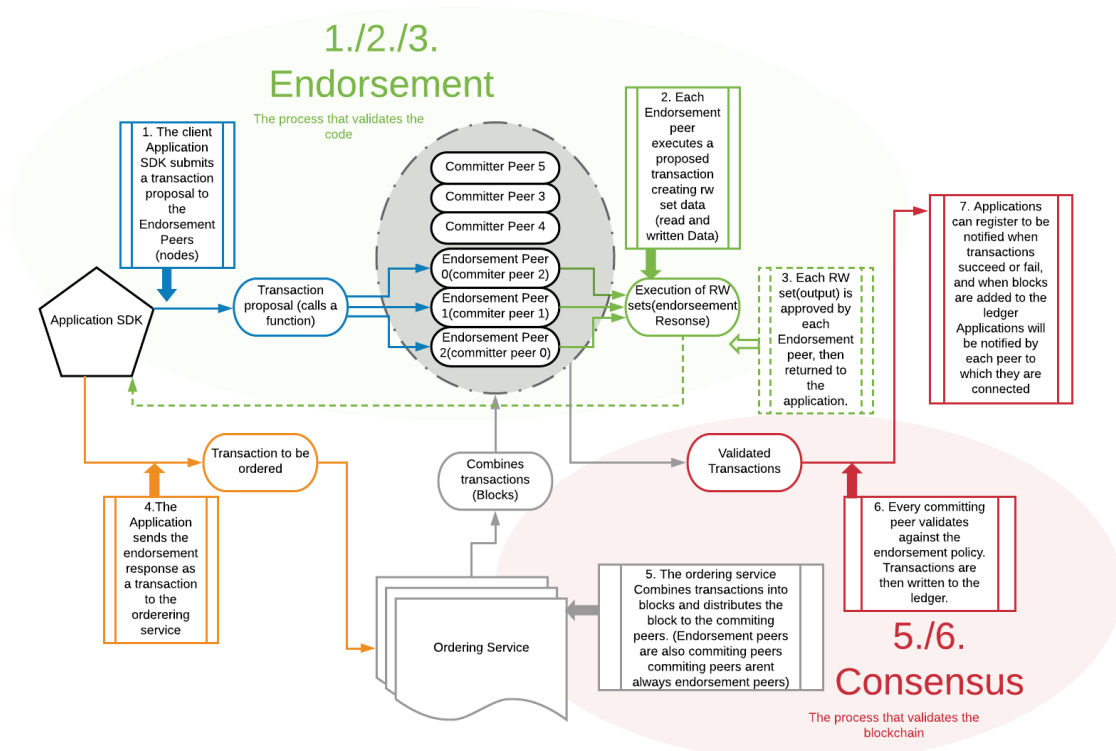 1./2./3.
Endorsement
The process that validates the
code
1. The client
Application
SDK submits
a transaction
proposal to
the
Endorsement
Peers
(nodes)
2. Each
Endorsement
peer
executes a
proposed
transaction
creating rw
set data
(read and
written Data)
Committer Peer 5
Committer Peer 3
Committer Peer 4
Endorsement Peer
0(commiter peer 2)
Endorsement Peer
1(commiter peer 1)
Endorsement Peer
2(committer peer 0)
Application SDK
Transaction
proposal (calls a
function)
Execution of RW
sets(endorseement
Resonse)
3. Each RW
set(output) is
approved by
each
Endorsement
peer, then
returned to
the
application.
7. Applications
can register to be
notified when
transactions
succeed or fail,
and when blocks
are added to the
ledger
Applications will
be notified by
each peer to
which they are
connected
Transaction to be
ordered
Combines
transactions
(Blocks)
Validated
Transactions
4.The
Application
sends the
endorsement
response as
a transaction
to the
orderering
service
Ordering Service
5. The ordering service
Combines transactions into
blocks and distributes the
block to the commiting
peers. (Endorsement peers
are also commiting peers
commiting peers arent
always endorsement peers)
6. Every committing
peer validates
against the
endorsement policy.
Transactions are
then written to the
ledger.
5./6.
Consensus
The process that validates the
blockchain